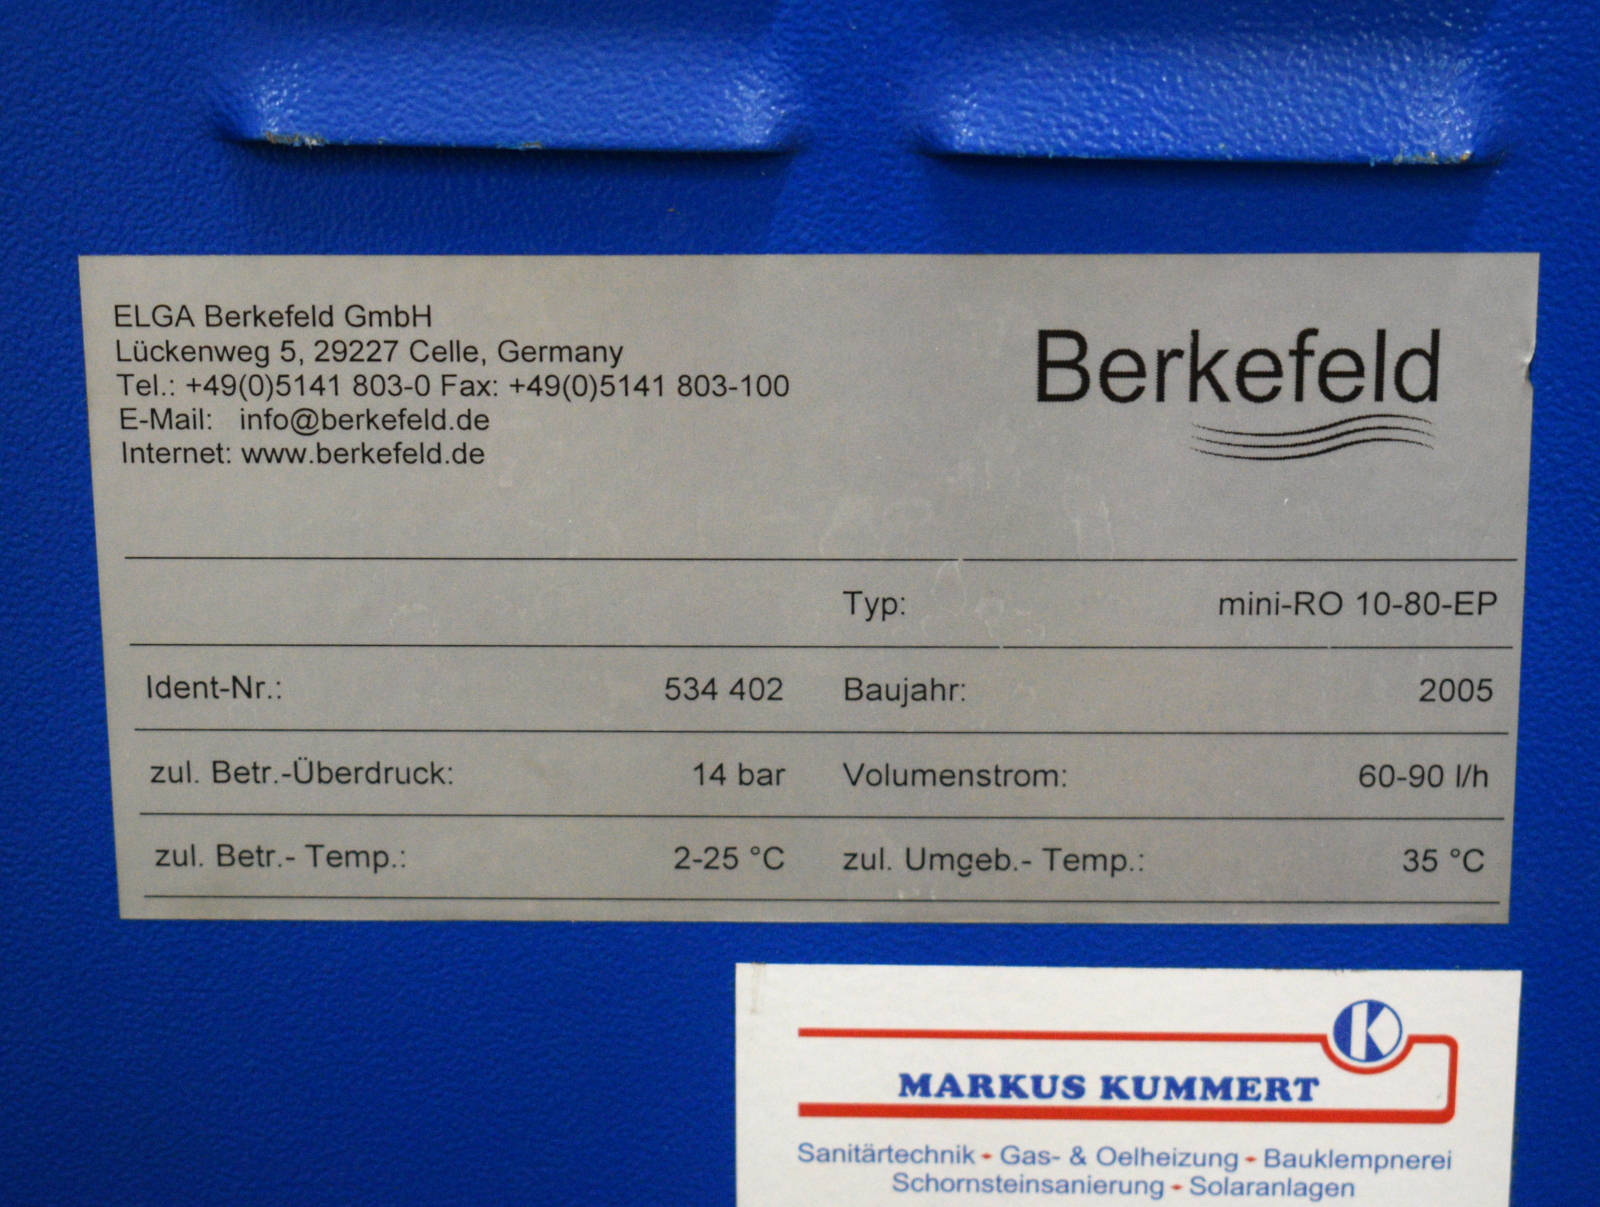 ELGA Berkefeld GmbH
Lückenweg 5, 29227 Celle, Germany
Tel.: +49(0)5141 803-0 Fax: +49(0)5141 803-100
E-Mail: info@berkefeld.de
Internet: www.berkefeld.de
Berkefeld
Typ: mini-RO 10-80-EP
Ident-Nr.: 534 402 Baujahr: 2005
zul. Betr.-Überdruck: 14 bar Volumenstrom: 60-90 l/h
zul. Betr.- Temp.: 2-25 °C zul. Umgeb.- Temp.: 35 °C
K
MARKUS KUMMERT
Sanitärtechnik - Gas- & Oelheizung - Bauklempnerei
Schornsteinsanierung - Solaranlagen